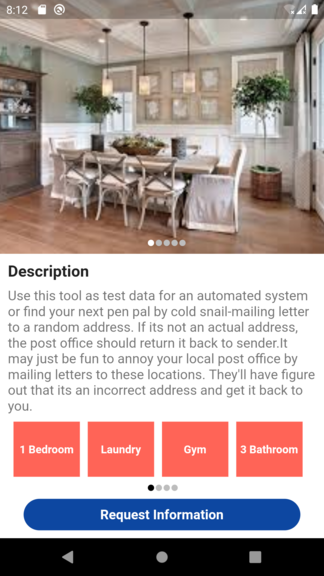 8:12
Description
Use this tool as test data for an automated system
or find your next pen pal by cold snail-mailing letter
to a random address. If its not an actual address,
the post office should return it back to sender.It
may just be fun to annoy your local post office by
mailing letters to these locations. They'll have figure
out that its an incorrect address and get it back to
you.
1 Bedroom Laundry Gym 3 Bathroom
Request Information